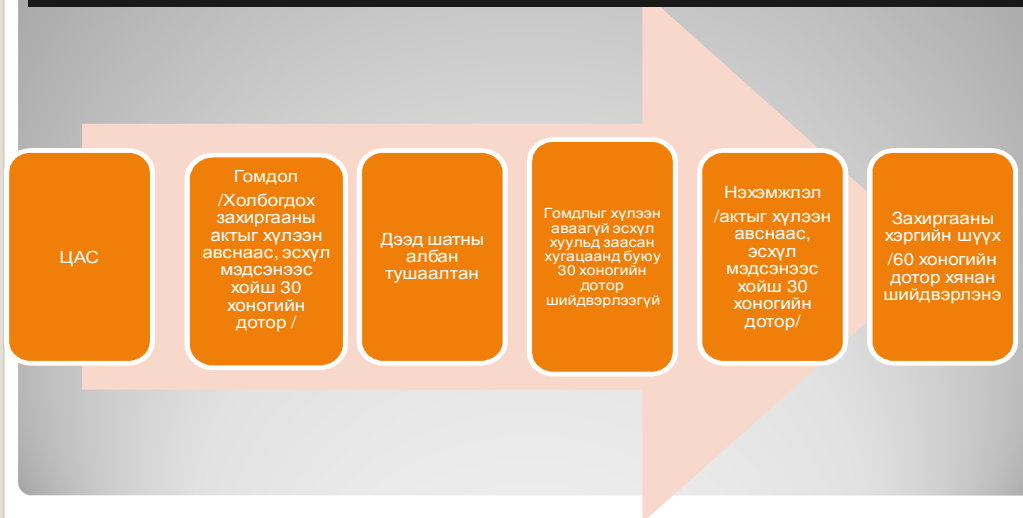 ЦАС
Гомдол
/Холбогдох
захиргааны
актыг хүлээн
авснаас, эсхүл
мэдсэнээс
хойш 30
хоногийн
дотор /
Дээд шатны
албан
тушаалтан
Гомдлыг хүлээн
аваагүй эсхүл
хуульд заасан
хугацаанд буюу
30 хоногийн
дотор
шийдвэрлээгүй
Нэхэмжлэл
/актыг хүлээн
авснаас,
эсхүл
мэдсэнээс
хойш 30
хоногийн
дотор/
Захиргааны
хэргийн шүүх
/60 хоногийн
дотор хянан
шийдвэрлэнэ